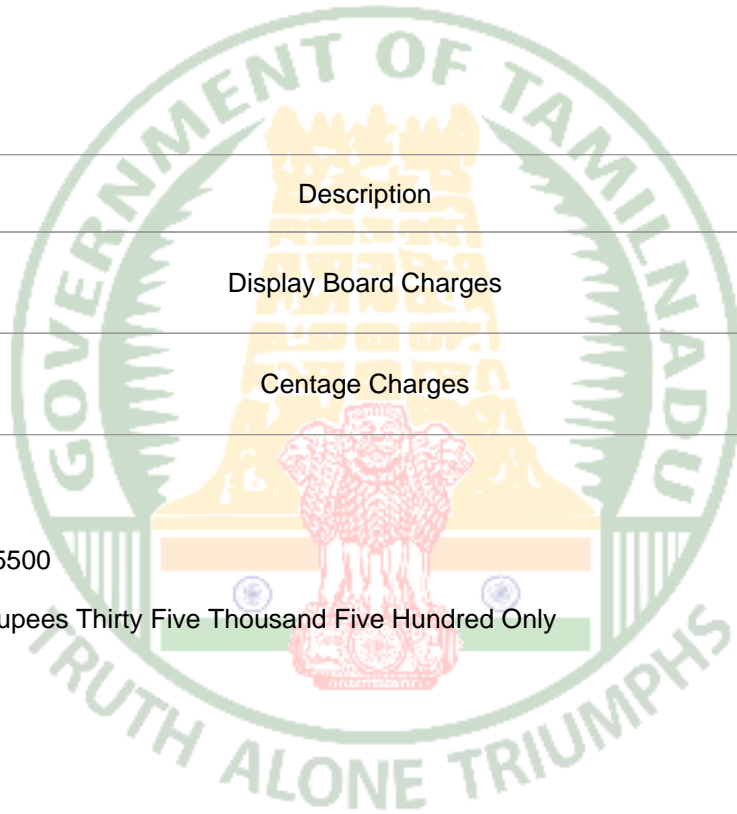 GOVERNMENT OF TAMILNADU
Description
Display Board Charges
Centage Charges
5500
upees Thirty Five Thousand Five Hundred Only
TRUTH ALONE TRIUMPHS